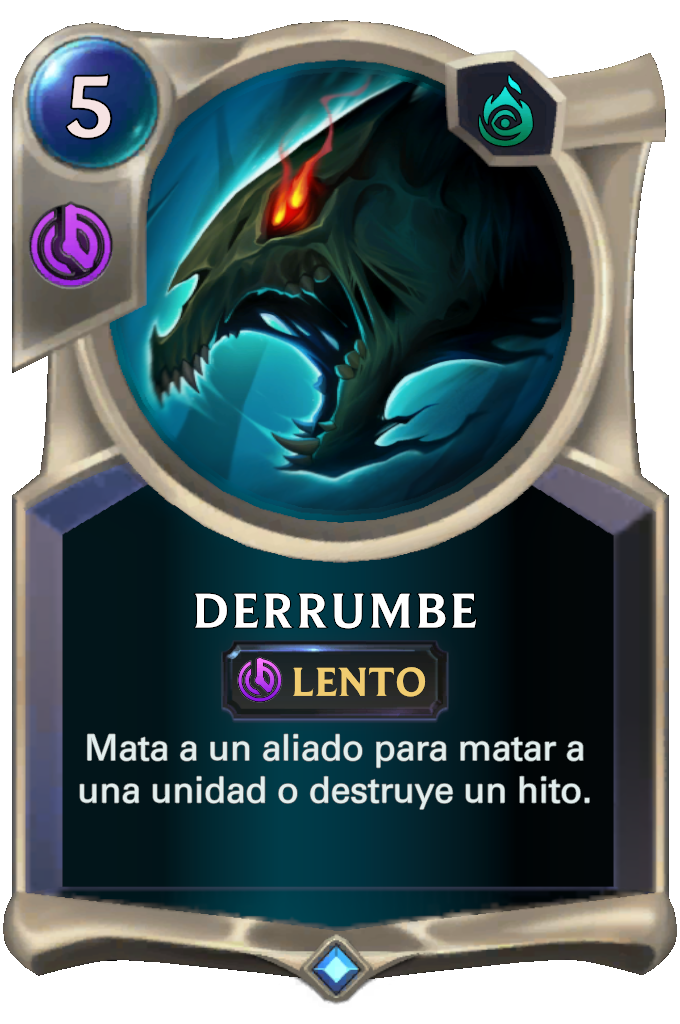 5
DERRUMBE
LENTO
Mata a un aliado para matar a
una unidad o destruye un hito.